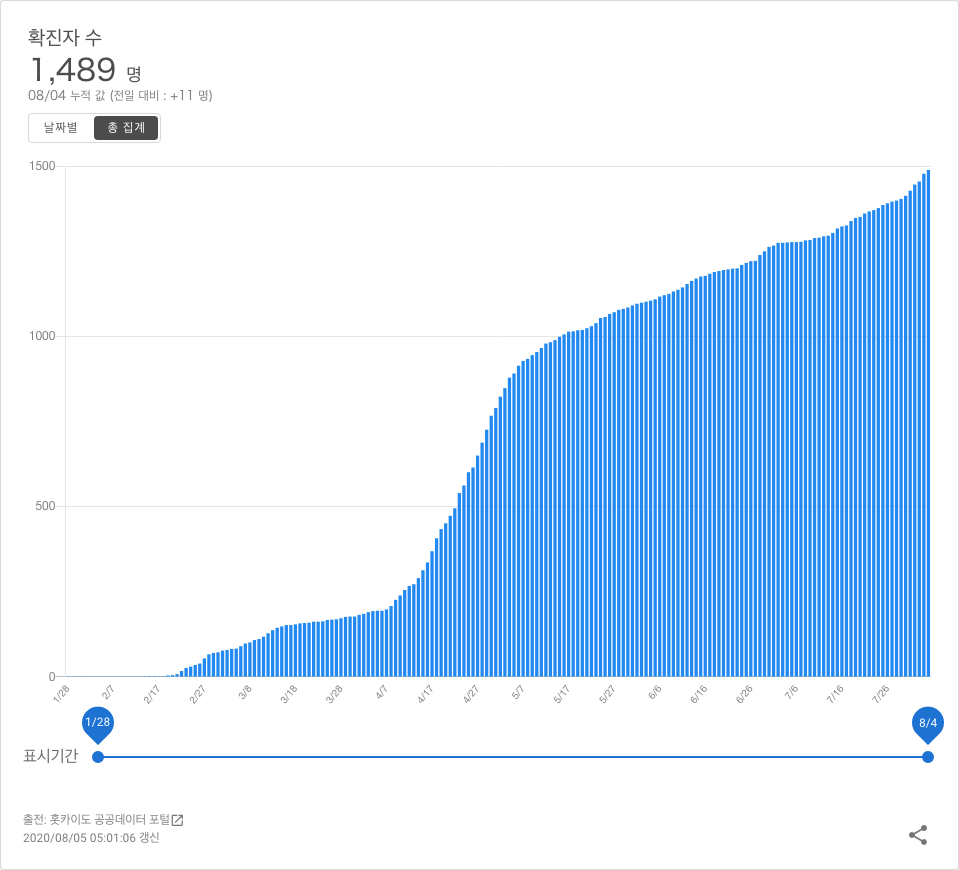 확진자 수
1,489 명
08/04 누적 값 (전일 대비 : +11 명)
날짜별 총 집계
1500
1000
500
0
1/28 2/7 2/17 2/27 3/8 3/18 3/28 4/7 4/17 4/27 5/7 5/17 5/27 6/6 6/16 6/26 7/6 7/16 7/26
1/28 8/4
표시기간
출전: 홋카이도 공공데이터 포털
2020/08/05 05:01:06 갱신